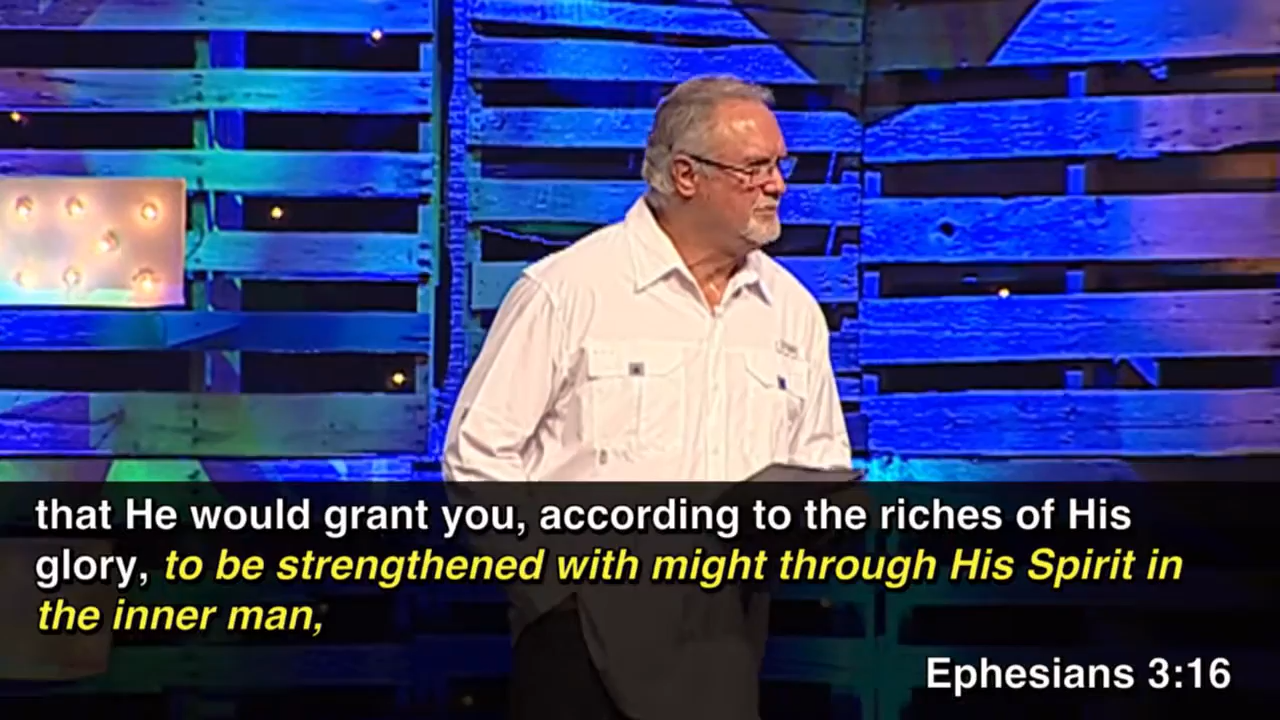 that He would grant you, according to the riches of His
glory, to be strengthened with might through His Spirit in
the inner man,
Ephesians 3:16